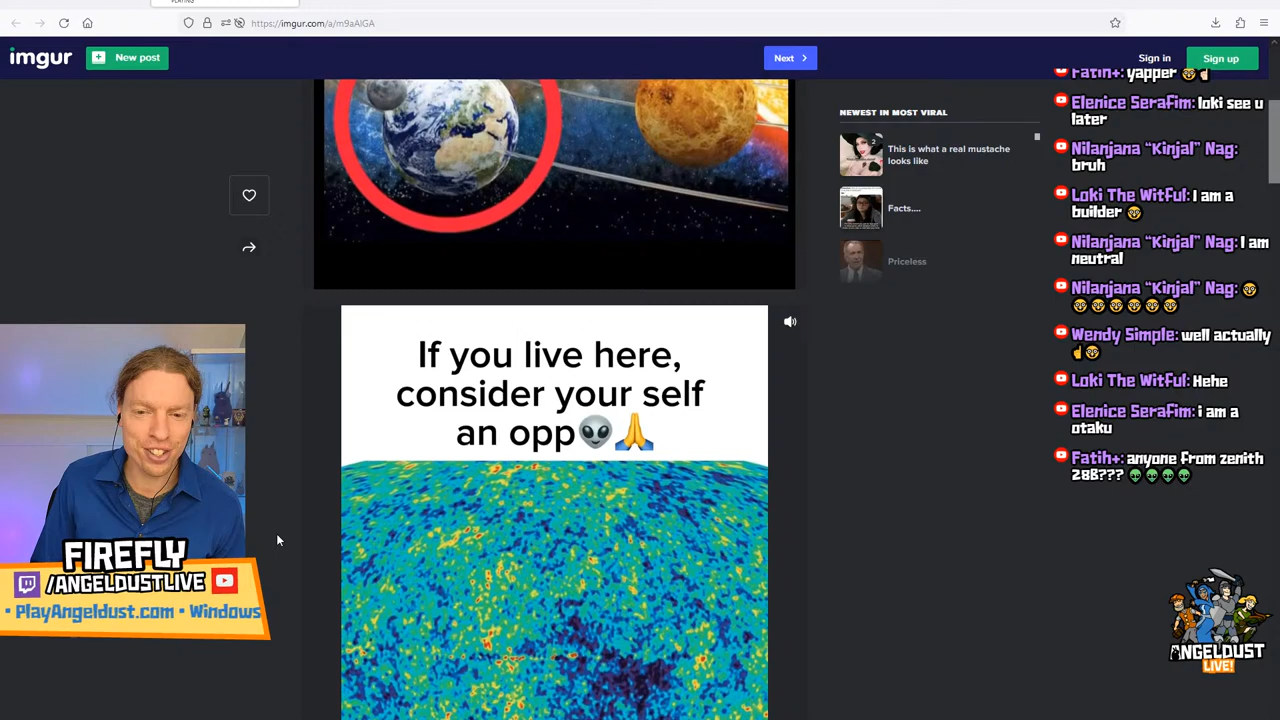 PLAYING
https://imgur.com/a/m9aAlGA
imgur
New post
Next
Sign in
Sign up
NEWEST IN MOST VIRAL
2
This is what a real mustache
looks like
Facts....
Priceless
If you live here,
consider your self
an opp👽🙏
Fatih+: yapper 🤓☝
Elenice Serafim: loki see u
later
Nilanjana “Kinjal” Nag:
bruh
Loki The Witful: I am a
builder 🤓
Nilanjana “Kinjal” Nag: I am
neutral
Nilanjana “Kinjal” Nag: 🤓
🤓🤓🤓🤓🤓🤓
Wendy Simple: well actually
☝🤓
Loki The Witful: Hehe
Elenice Serafim: i am a
otaku
Fatih+: anyone from zenith
28B??? 👽👽👽👽
FIREFLY
/ANGELDUSTLIVE
• PlayAngeldust.com • Windows
ANGELDUST
LIVE!